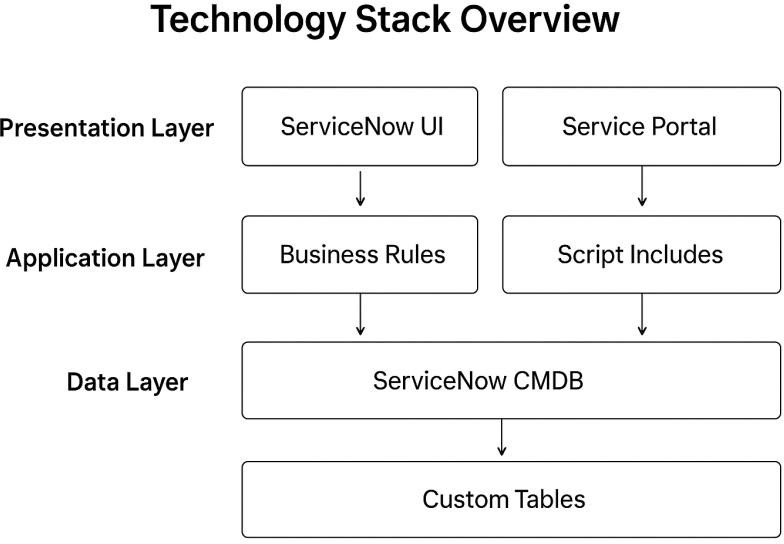 Technology Stack Overview
Presentation Layer
ServiceNow UI
Service Portal
Application Layer
Business Rules
Script Includes
Data Layer
ServiceNow CMDB
Custom Tables